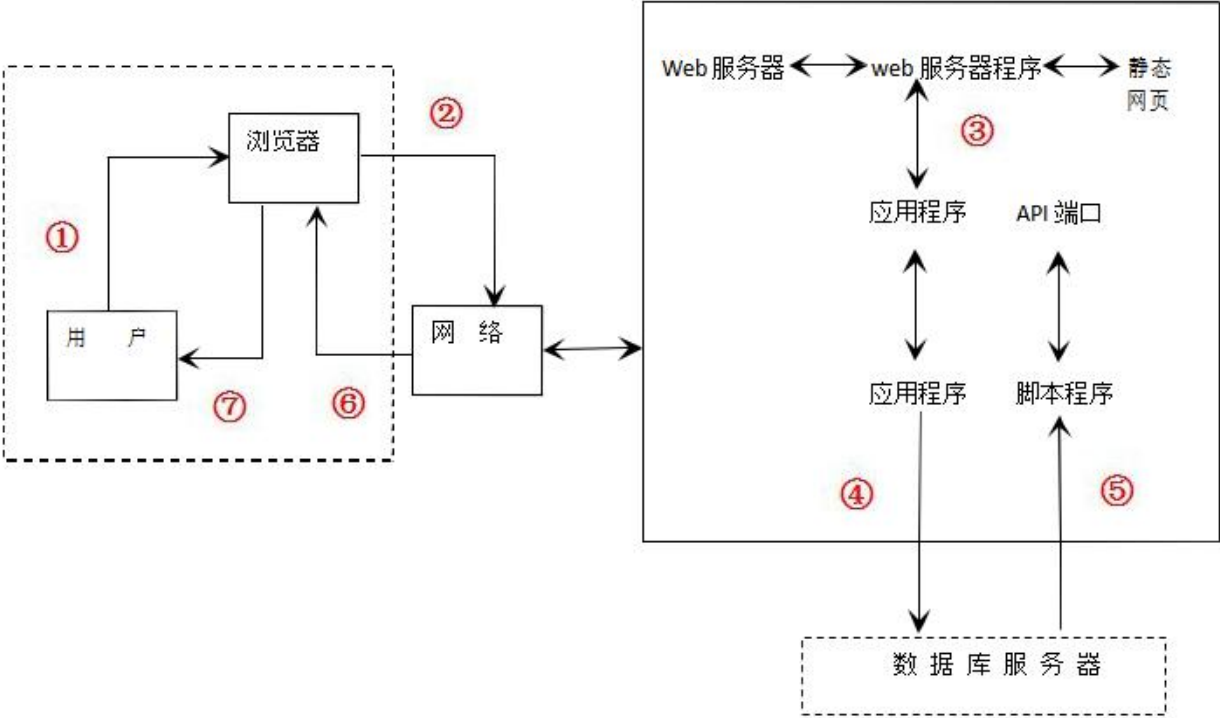 Web 服务器 web 服务器程序 静态
网页
②
浏览器
③
①
应用程序 API 端口
用 户
网 络
⑦ ⑥
应用程序 脚本程序
④ ⑤
数 据 库 服 务 器